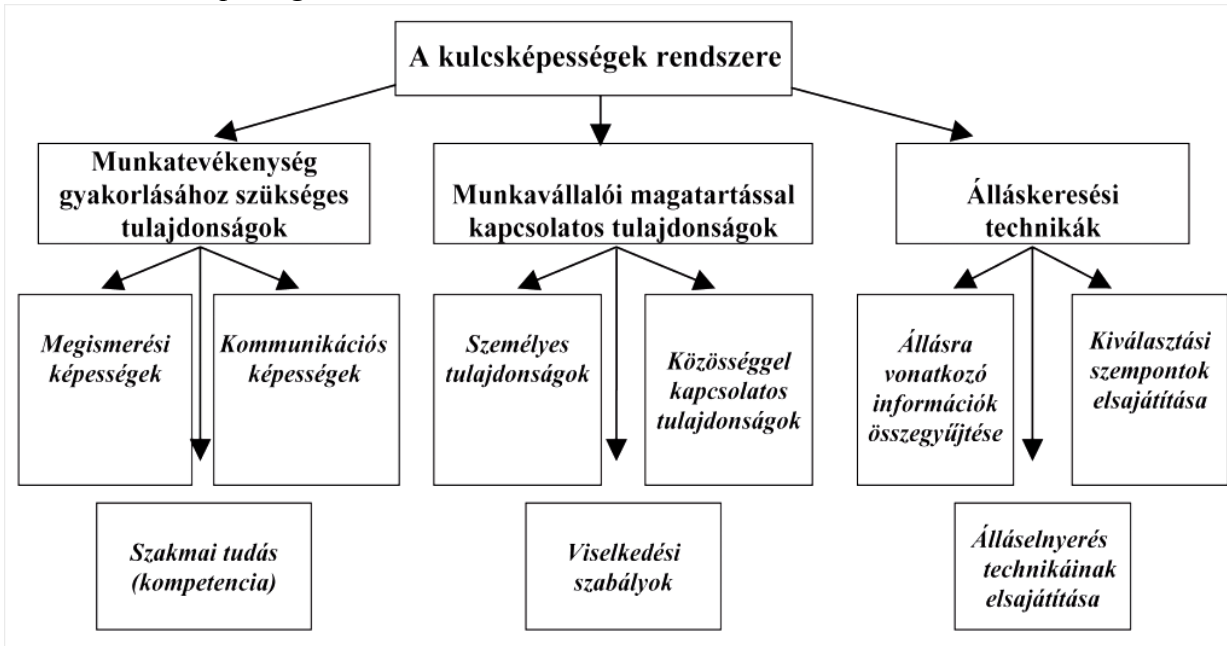 A kulcsképességek rendszere
Munkatevékenység
gyakorlásához szükséges
tulajdonságok
Munkavállalói magatartással
kapcsolatos tulajdonságok
Álláskeresési
technikák
Megismerési
képességek
Kommunikációs
képességek
Személyes
tulajdonságok
Közösséggel
kapcsolatos
tulajdonságok
Állásra
vonatkozó
információk
összegyűjtése
Kiválasztási
szempontok
elsajátítása
Szakmai tudás
(kompetencia)
Viselkedési
szabályok
Álláselnyerés
technikáinak
elsajátítása